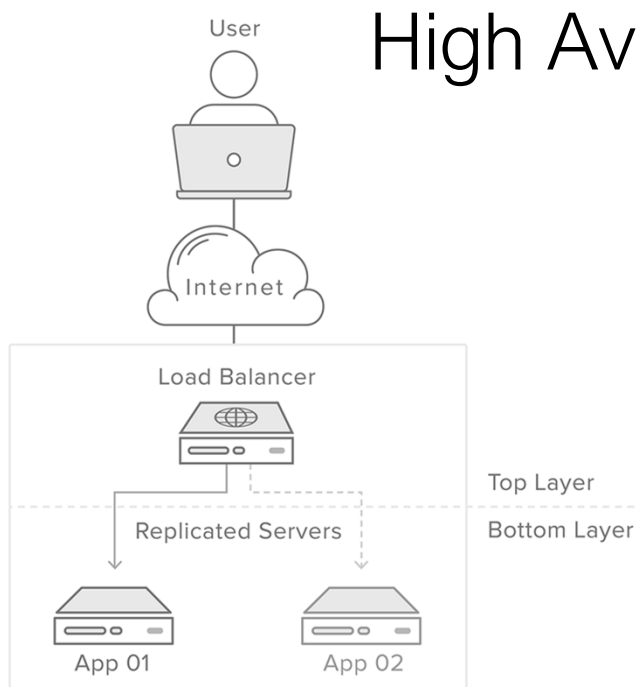 User
High Av
Internet
Load Balancer
Top Layer
Replicated Servers
Bottom Layer
App 01
App 02